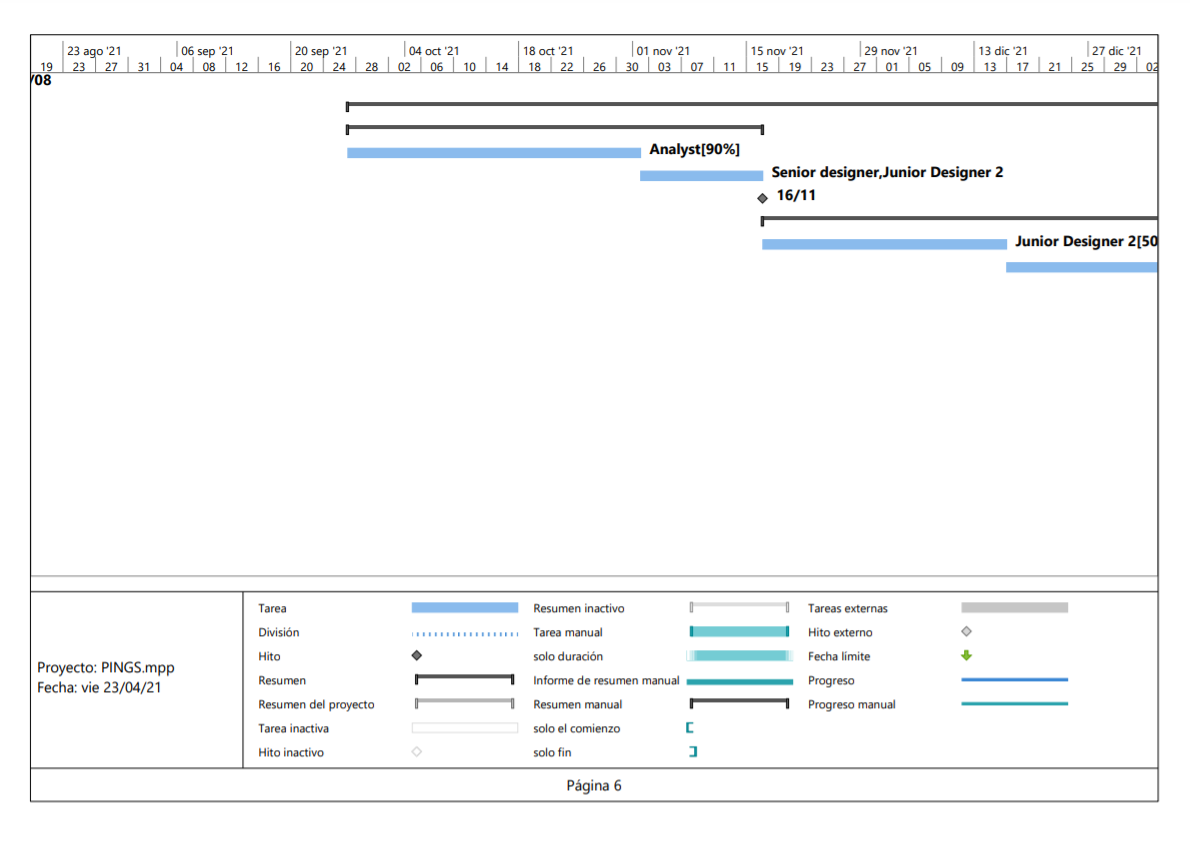 23 ago '21 06 sep '21 20 sep '21 04 oct '21 18 oct '21 01 nov '21 15 nov '21 29 nov '21 13 dic '21 27 dic '21
19 23 27 31 04 08 12 16 20 24 28 02 06 10 14 18 22 26 30 03 07 11 15 19 23 27 01 05 09 13 17 21 25 29 02
/08
Analyst[90%]
Senior designer,Junior Designer 2
16/11
Junior Designer 2[50
Proyecto: PINGS.mpp
Fecha: vie 23/04/21
Tarea
División
Hito
Resumen
Resumen del proyecto
Tarea inactiva
Hito inactivo
Resumen inactivo
Tarea manual
solo duración
Informe de resumen manual
Resumen manual
solo el comienzo
solo fin
Tareas externas
Hito externo
Fecha límite
Progreso
Progreso manual
Página 6